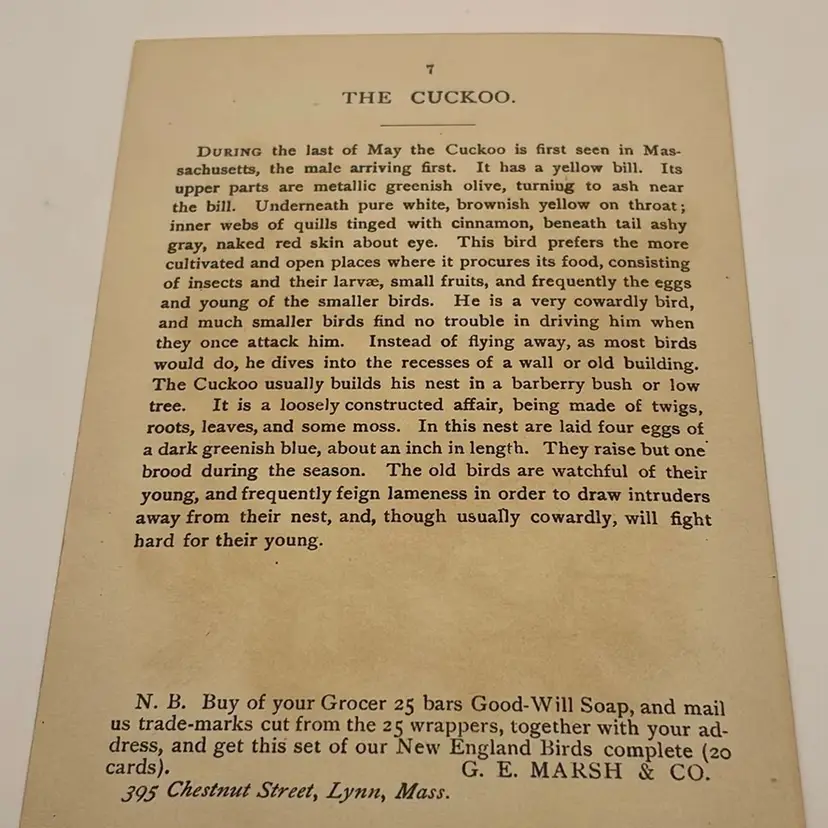 7
THE CUCKOO.
DURING the last of May the Cuckoo is first seen in Mas-
sachusetts, the male arriving first. It has a yellow bill. Its
upper parts are metallic greenish olive, turning to ash near
the bill. Underneath pure white, brownish yellow on throat;
inner webs of quills tinged with cinnamon, beneath tail ashy
gray, naked red skin about eye. This bird prefers the more
cultivated and open places where it procures its food, consisting
of insects and their larvæ, small fruits, and frequently the eggs
and young of the smaller birds. He is a very cowardly bird,
and much smaller birds find no trouble in driving him when
they once attack him. Instead of flying away, as most birds
would do, he dives into the recesses of a wall or old building.
The Cuckoo usually builds his nest in a barberry bush or low
tree. It is a loosely constructed affair, being made of twigs,
roots, leaves, and some moss. In this nest are laid four eggs of
a dark greenish blue, about an inch in length. They raise but one
brood during the season. The old birds are watchful of their
young, and frequently feign lameness in order to draw intruders
away from their nest, and, though usually cowardly, will fight
hard for their young.
N. B. Buy of your Grocer 25 bars Good-Will Soap, and mail
us trade-marks cut from the 25 wrappers, together with your ad-
dress, and get this set of our New England Birds complete (20
cards). G. E. MARSH & CO.
395 Chestnut Street, Lynn, Mass.